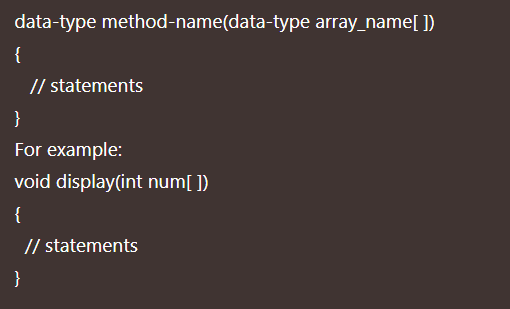 data-type method-name(data-type array_name[ ])
{
// statements
}
For example:
void display(int num[ ])
{
// statements
}